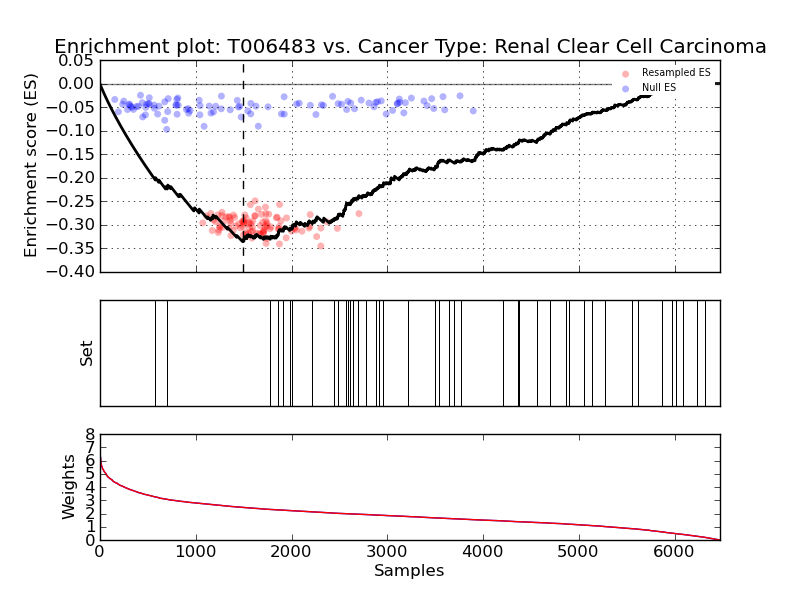 Enrichment plot: T006483 vs. Cancer Type: Renal Clear Cell Carcinoma
Enrichment score (ES)
0.05
0.00
−0.05
−0.10
−0.15
−0.20
−0.25
−0.30
−0.35
−0.40
Resampled ES
Null ES
Set
Weights
8
7
6
5
4
3
2
1
0
0 1000 2000 3000 4000 5000 6000
Samples